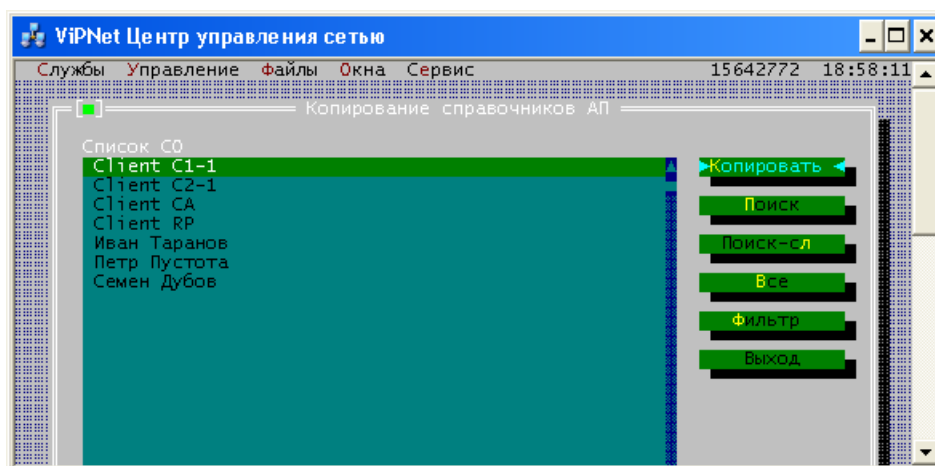 ViPNet Центр управления сетью
Службы Управление Файлы Окна Сервис 15642772 18:58:11
Копирование справочников АП
Список СО
Client C1-1
Client C2-1
Client CA
Client RP
Иван Таранов
Петр Пустота
Семен Дубов
Копировать
Поиск
Поиск-сл
Все
Фильтр
Выход